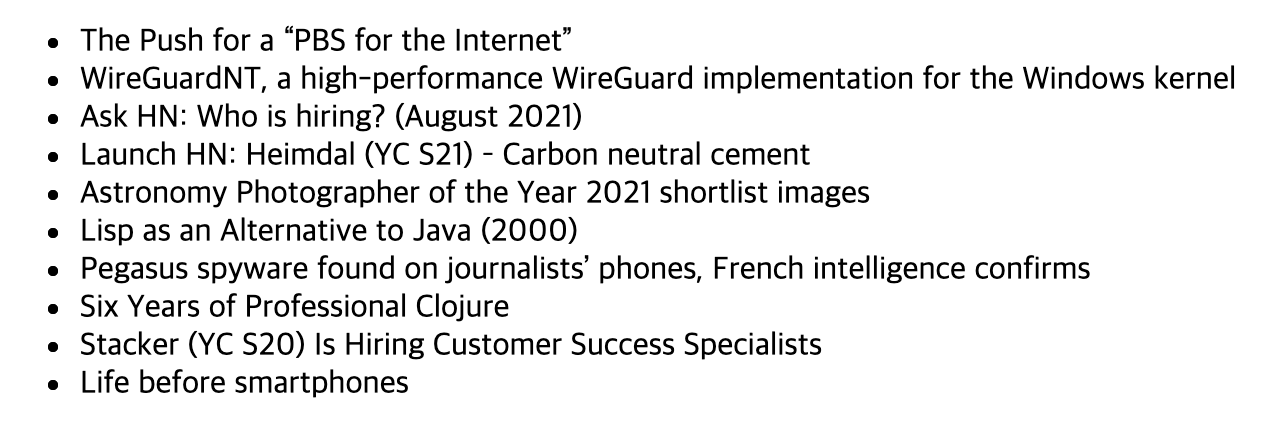 • The Push for a “PBS for the Internet”
• WireGuardNT, a high-performance WireGuard implementation for the Windows kernel
• Ask HN: Who is hiring? (August 2021)
• Launch HN: Heimdal (YC S21) - Carbon neutral cement
• Astronomy Photographer of the Year 2021 shortlist images
• Lisp as an Alternative to Java (2000)
• Pegasus spyware found on journalists’ phones, French intelligence confirms
• Six Years of Professional Clojure
• Stacker (YC S20) Is Hiring Customer Success Specialists
• Life before smartphones